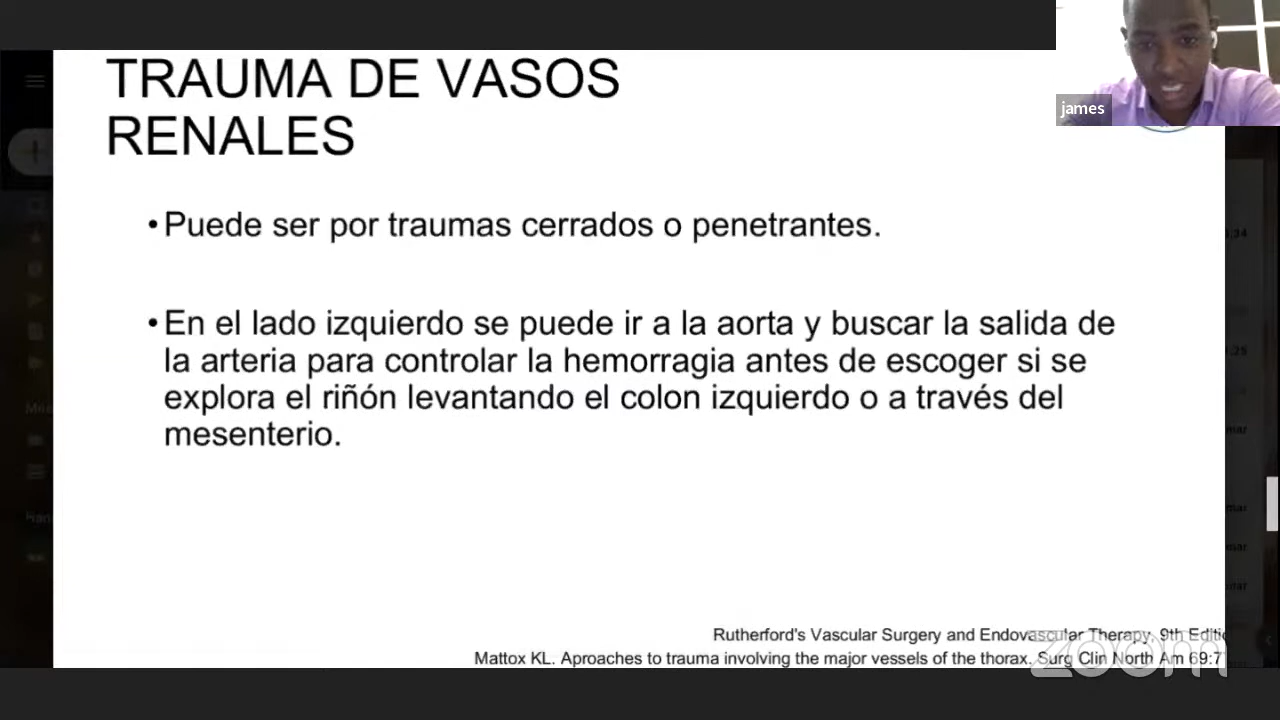 james
TRAUMA DE VASOS
RENALES
•Puede ser por traumas cerrados o penetrantes.
•En el lado izquierdo se puede ir a la aorta y buscar la salida de
la arteria para controlar la hemorragia antes de escoger si se
explora el riñón levantando el colon izquierdo o a través del
mesenterio.
Rutherford's Vascular Surgery and Endovascular Therapy, 9th Editio
Mattox KL. Aproaches to trauma involving the major vessels of the thorax. Surg Clin North Am 69:7
zoom